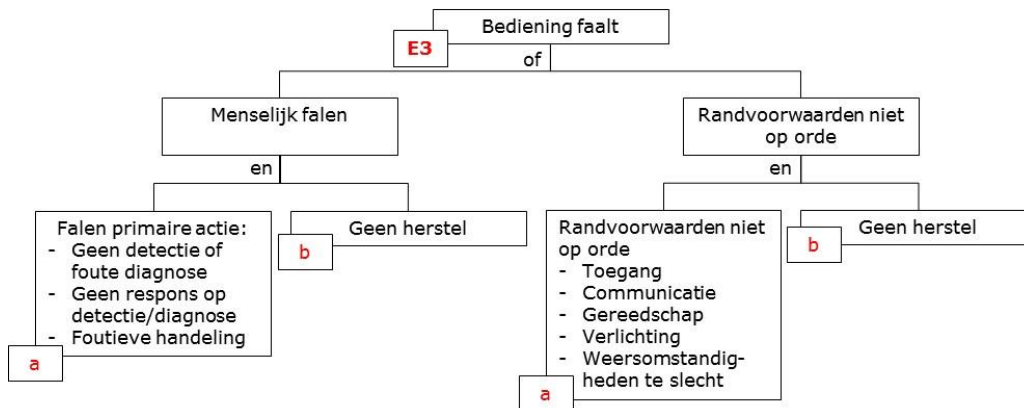 Bediening faalt
E3
of
Menselijk falen
Randvoorwaarden niet
op orde
en
en
Falen primaire actie:
- Geen detectie of
foute diagnose
- Geen respons op
detectie/diagnose
- Foutieve handeling
a
Geen herstel
b
Randvoorwaarden niet
op orde
- Toegang
- Communicatie
- Gereedschap
- Verlichting
- Weersomstandig-
heden te slecht
a
Geen herstel
b